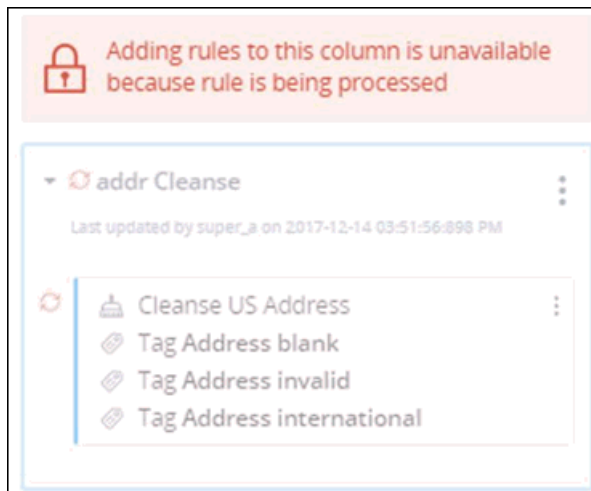 Adding rules to this column is unavailable
because rule is being processed
addr Cleanse
Last updated by super_a on 2017-12-14 03:51:56:898 PM
Cleanse US Address
Tag Address blank
Tag Address invalid
Tag Address international